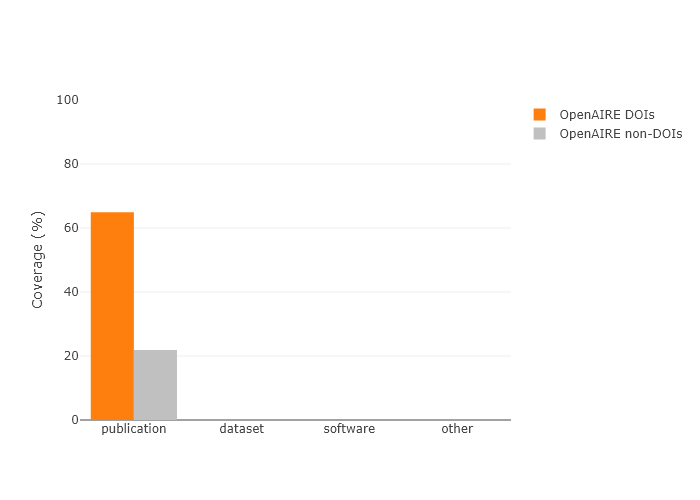 100
80
60
40
20
0
Coverage (%)
publication
dataset
software
other
OpenAIRE DOIs
OpenAIRE non-DOIs